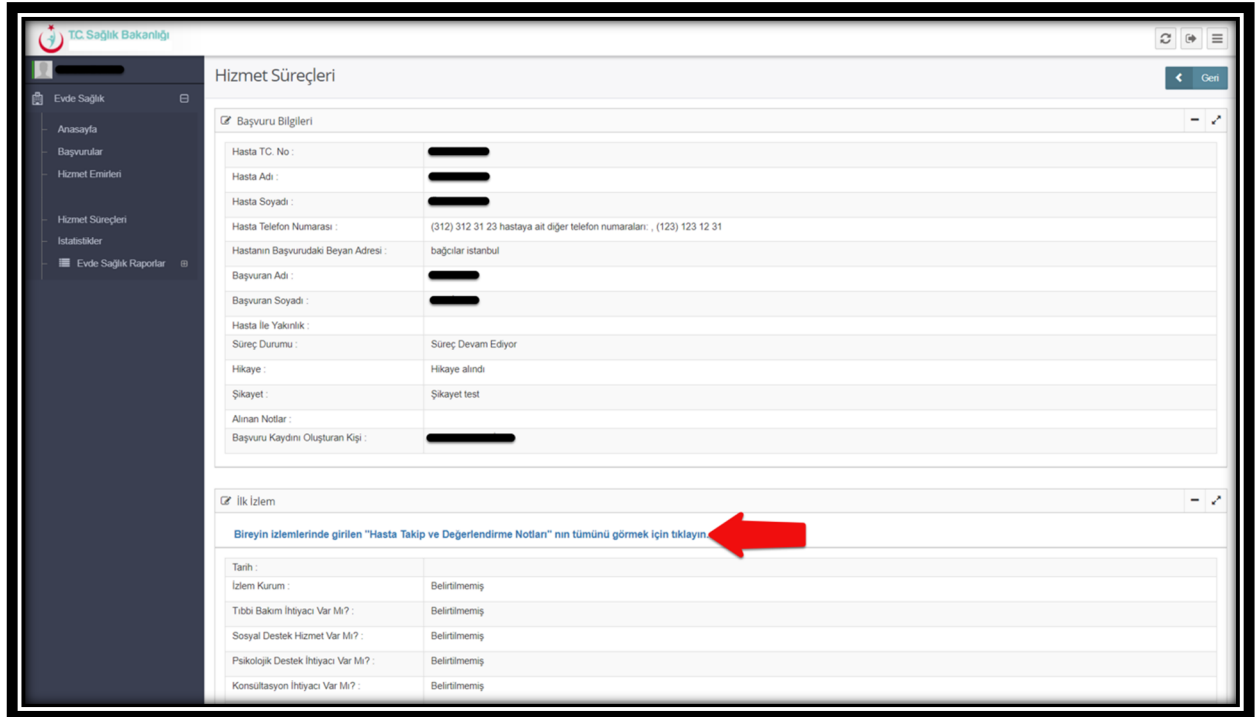 T.C. Sağlık Bakanlığı
Hizmet Süreçleri
Geri
Evde Sağlık
Anasayfa
Başvurular
Hizmet Emirleri
Hizmet Süreçleri
Istatistikler
Evde Sağlık Raporlar
Başvuru Bilgileri
Hasta TC. No :
Hasta Adı :
Hasta Soyadı :
Hasta Telefon Numarası : (312) 312 31 23 hastaya ait diğer telefon numaraları: , (123) 123 12 31
Hastanın Başvurudaki Beyan Adresi : bağcılar istanbul
Başvuran Adı :
Başvuran Soyadı :
Hasta İle Yakınlık :
Süreç Durumu : Süreç Devam Ediyor
Hikaye : Hikaye alındı
Şikayet : Şikayet test
Alınan Notlar :
Başvuru Kaydını Oluşturan Kişi :
İlk İzlem
Bireyin izlemlerinde girilen "Hasta Takip ve Değerlendirme Notları" nın tümünü görmek için tıklayın.
Tarih :
İzlem Kurum : Belirtilmemiş
Tıbbi Bakım İhtiyacı Var Mı? : Belirtilmemiş
Sosyal Destek Hizmet Var Mı? : Belirtilmemiş
Psikolojik Destek İhtiyacı Var Mı? : Belirtilmemiş
Konsültasyon İhtiyacı Var Mı? : Belirtilmemiş